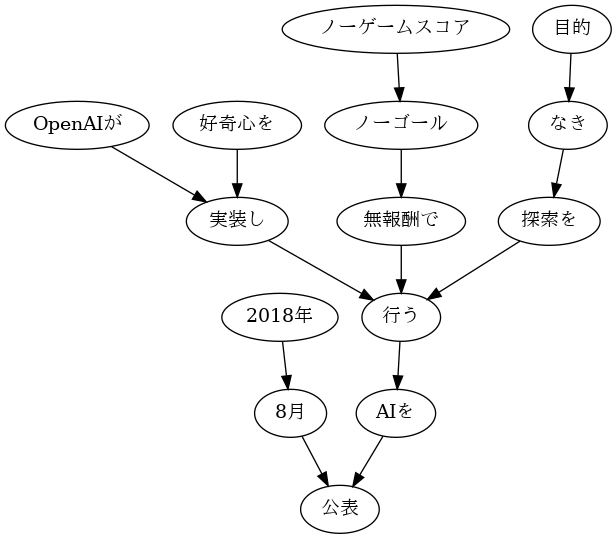 ノーゲームスコア
目的
OpenAIが
好奇心を
ノーゴール
なき
実装し
無報酬で
探索を
2018年
行う
8月
AIを
公表